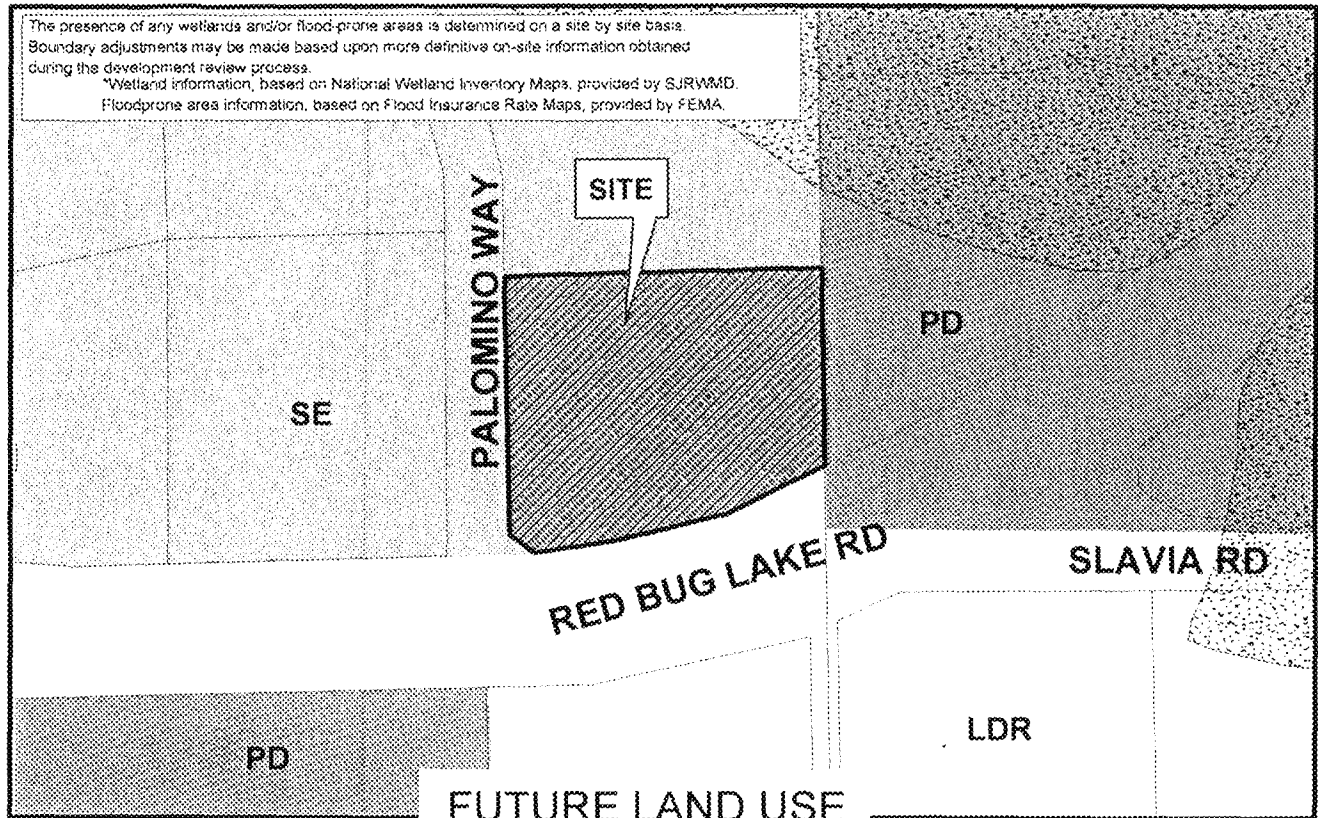 The presence of any wetlands and/or flood-prone areas is determined on a site by site basis.
Boundary adjustments may be made based upon more definitive on-site information obtained
during the development review process.
*Wetland information, based on National Wetland Inventory Maps, provided by SJRWMD.
Floodprone area information, based on Flood Insurance Rate Maps, provided by FEMA.
SITE
PALOMINO WAY
PD
SE
RED BUG LAKE RD
SLAVIA RD
LDR
PD
FUTURE LAND USE